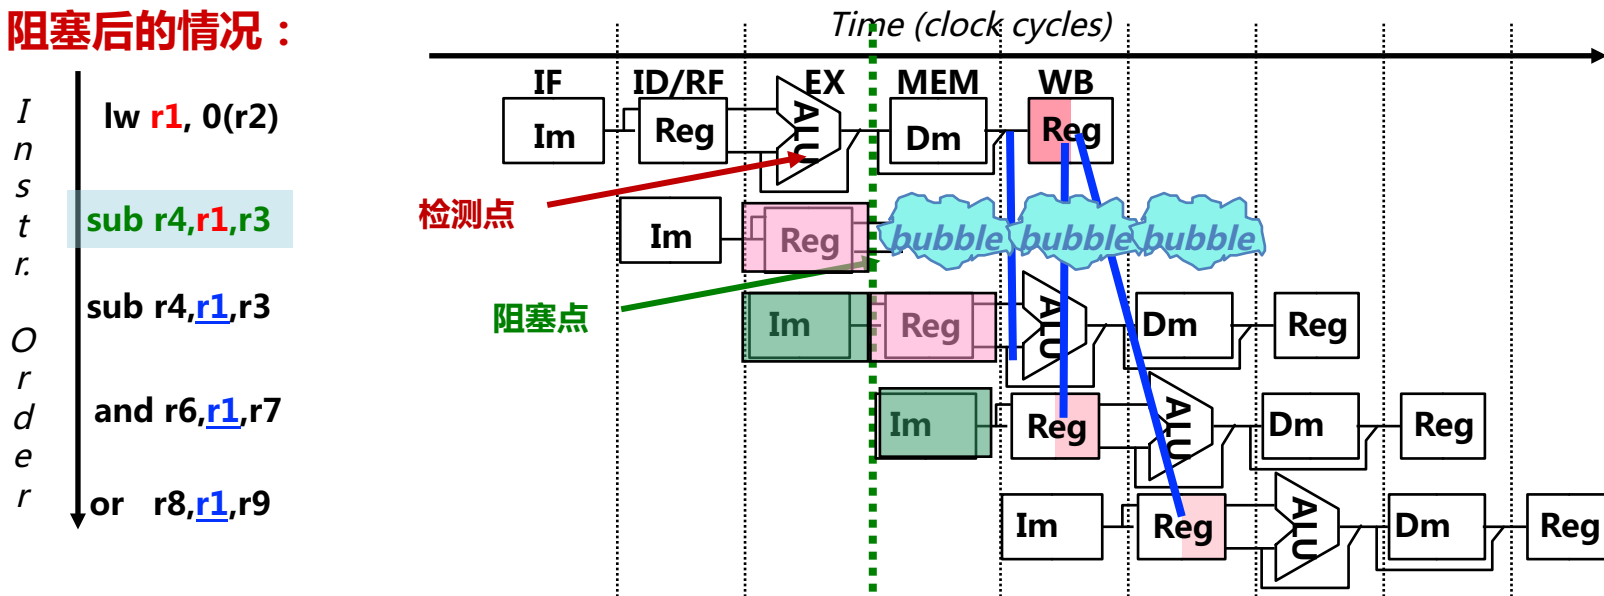 阻塞后的情况：
Time (clock cycles)
Instr. Order
IF ID/RF EX MEM WB
lw r1, 0(r2)
Im Reg ALU Dm Reg
检测点
sub r4,r1,r3
Im Reg bubble bubble bubble
阻塞点
sub r4,r1,r3
Im Reg ALU Dm Reg
and r6,r1,r7
Im Reg ALU Dm Reg
or r8,r1,r9
Im Reg ALU Dm Reg